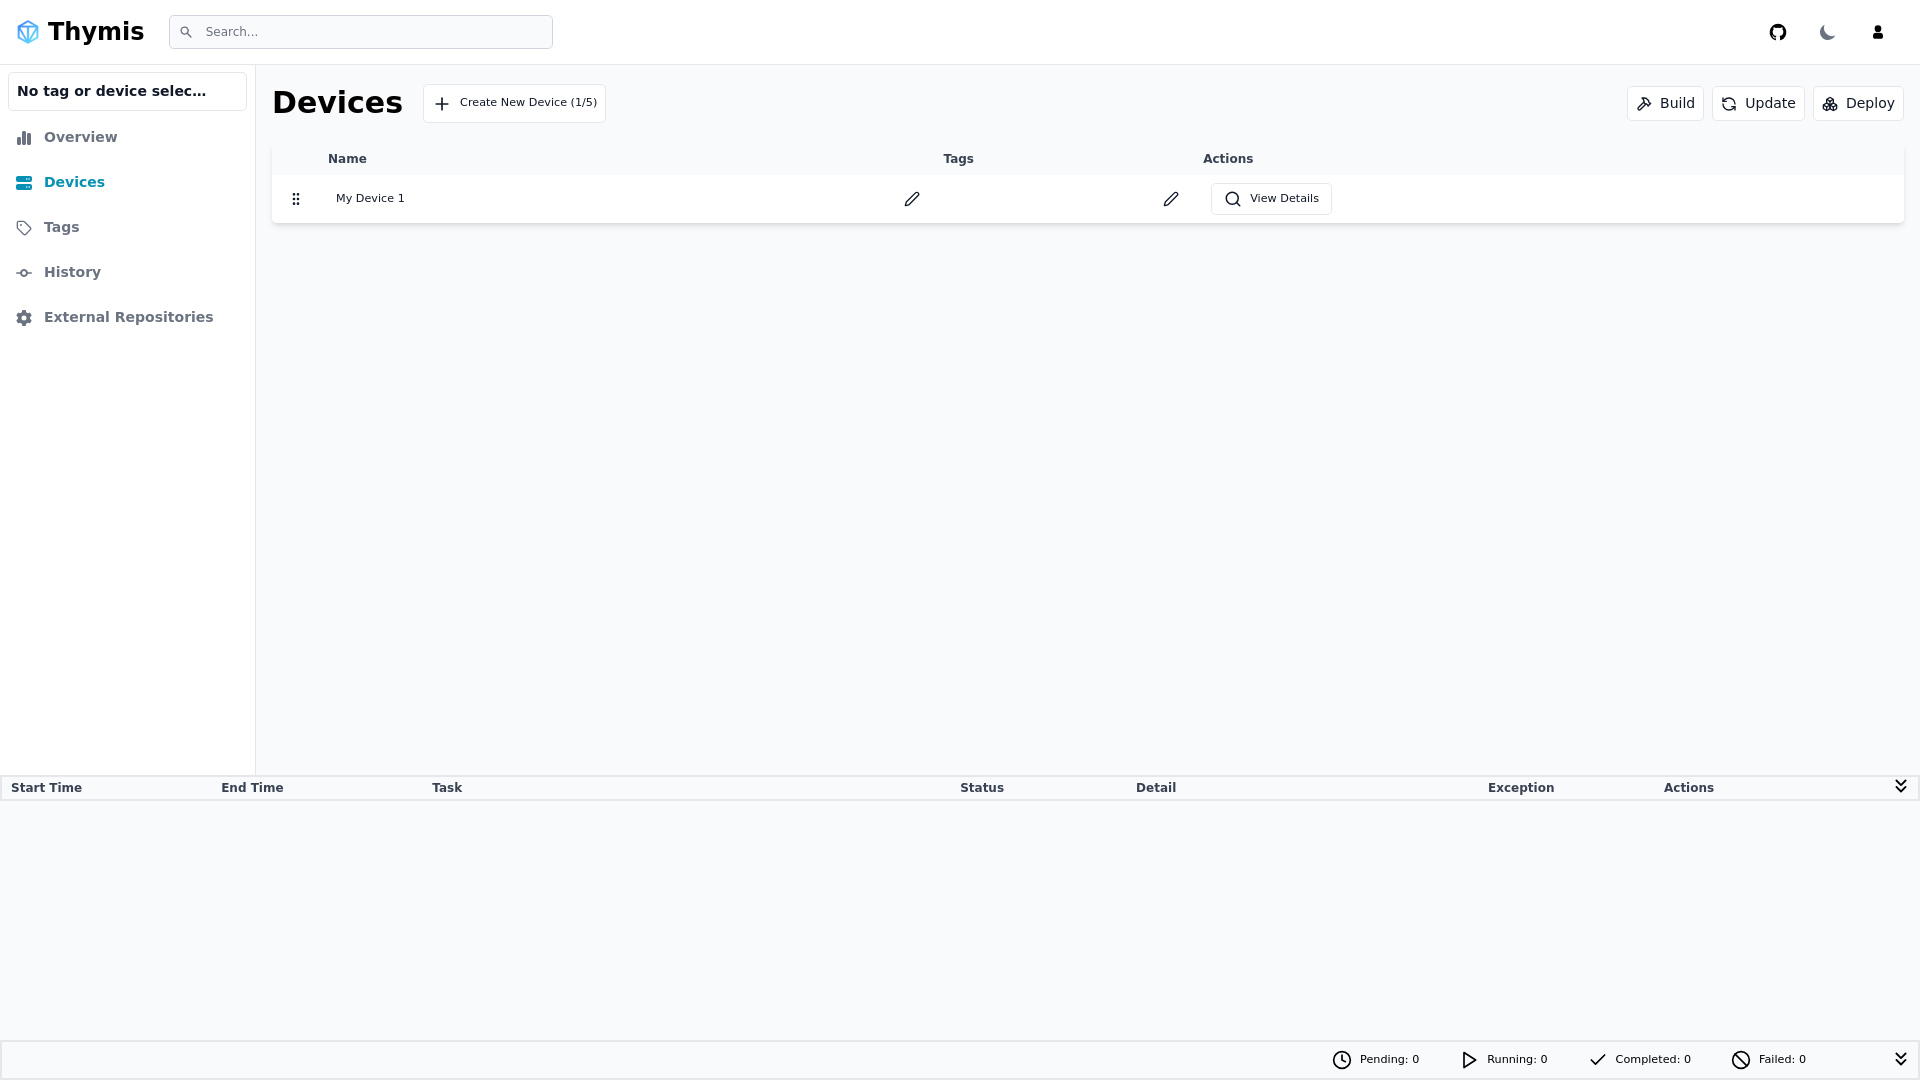 Thymis
Search...
No tag or device selec...
Overview
Devices
Tags
History
External Repositories
Devices
Create New Device (1/5)
Build
Update
Deploy
Name Tags Actions
My Device 1 View Details
Start Time End Time Task Status Detail Exception Actions
Pending: 0 Running: 0 Completed: 0 Failed: 0